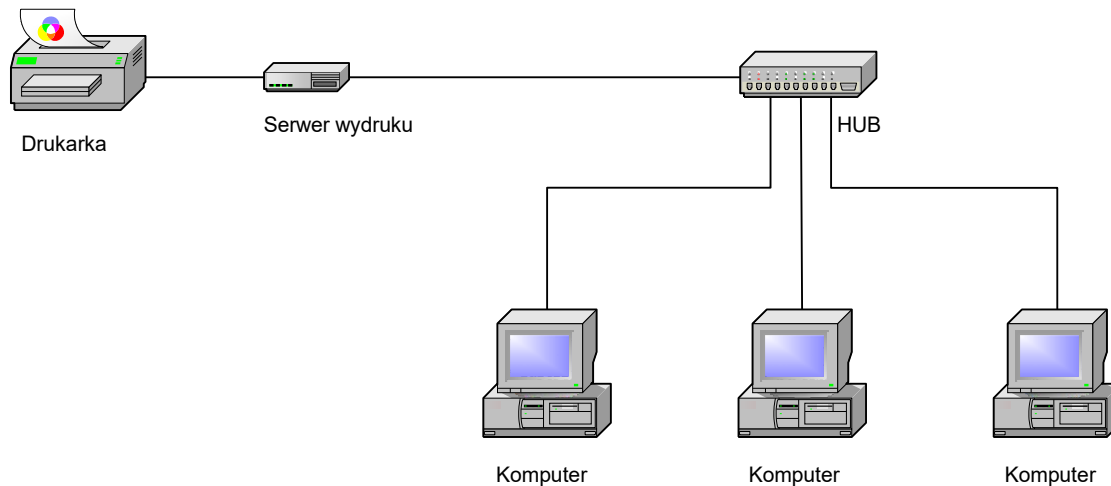 Drukarka
Serwer wydruku
HUB
Komputer
Komputer
Komputer